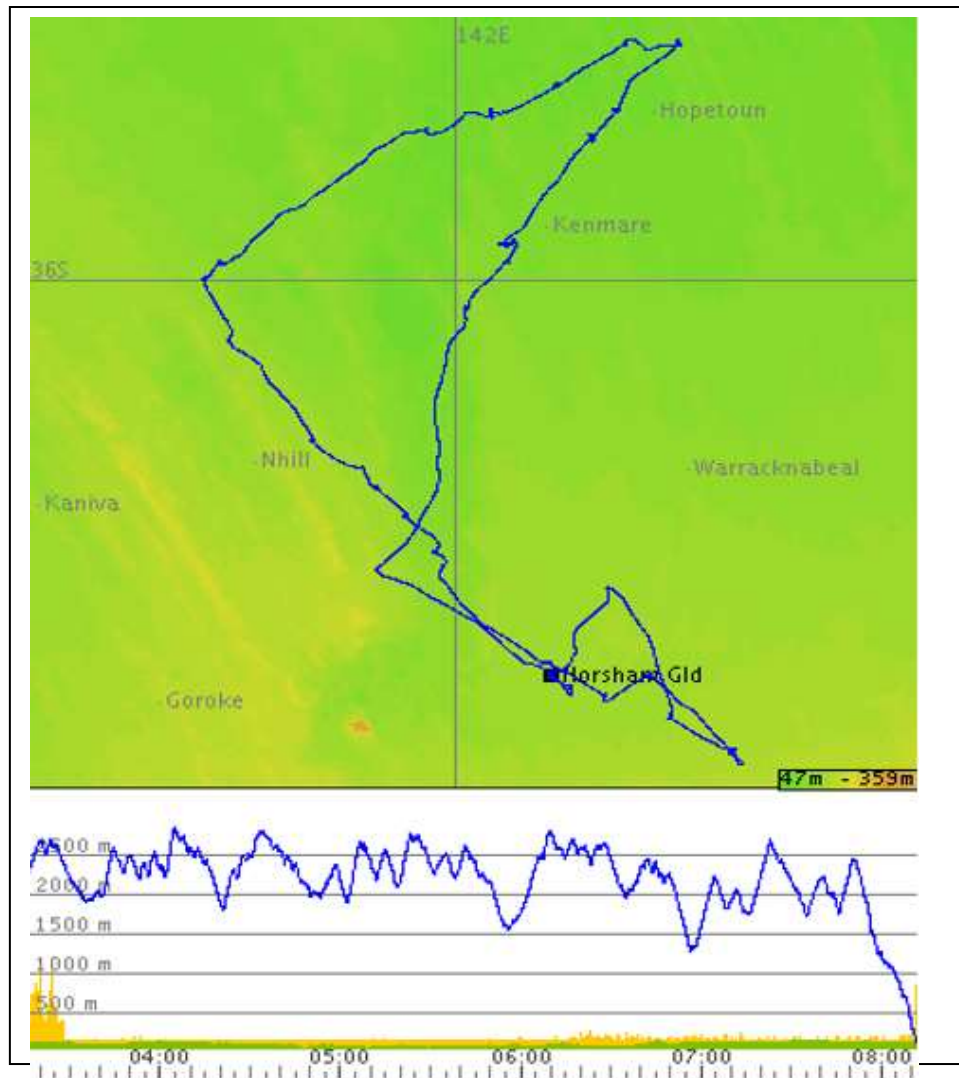 142E
Hopetoun
Kenmare
36S
Nhill
Warracknabeal
Kaniva
Horsham Gld
Goroke
47m - 359m
2500 m
2000 m
1500 m
1000 m
500 m
04:00 05:00 06:00 07:00 08:00